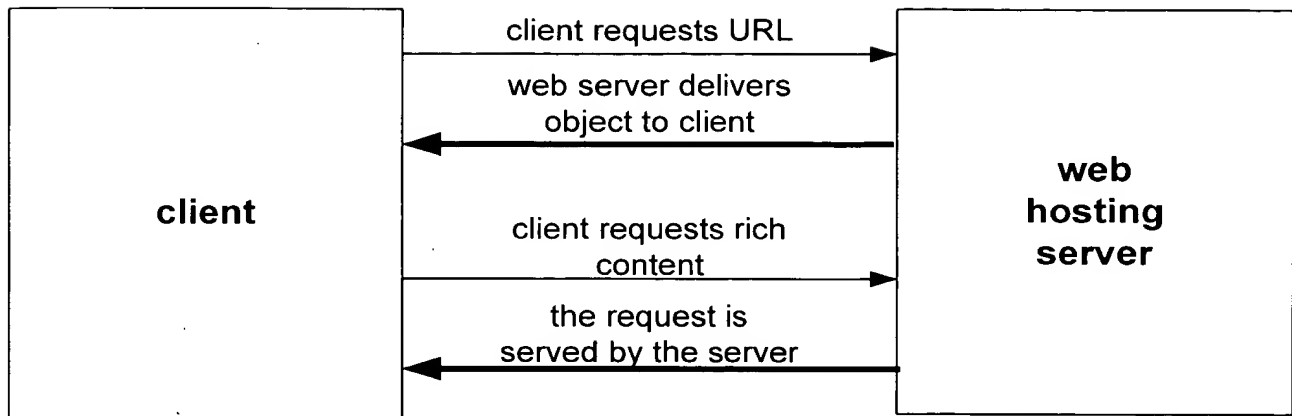 client requests URL
web server delivers
object to client
client
web
hosting
server
client requests rich
content
the request is
served by the server